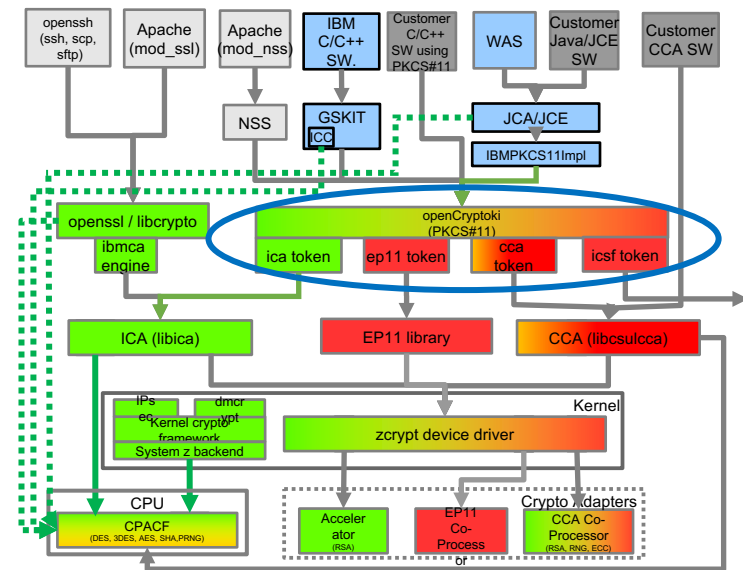 openssh
(ssh, scp,
sftp)
Apache
(mod_ssl)
Apache
(mod_nss)
IBM
C/C++
SW.
Customer
C/C++
SW using
PKCS#11
WAS
Customer
Java/JCE
SW
Customer
CCA SW
NSS
GSKIT
ICC
JCA/JCE
IBMPKCS11Impl
openssl / libcrypto
ibmca
engine
openCryptoki
(PKCS#11)
ica token
ep11 token
cca
token
icsf token
ICA (libica)
EP11 library
CCA (libcsulcca)
Kernel
IPs
ec
dmcr
ypt
Kernel crypto
framework
System z backend
zcrypt device driver
CPU
CPACF
(DES, 3DES, AES, SHA,PRNG)
Crypto Adapters
Acceler
ator
(RSA)
EP11
Co-
Process
or
CCA Co-
Processor
(RSA, RNG, ECC)